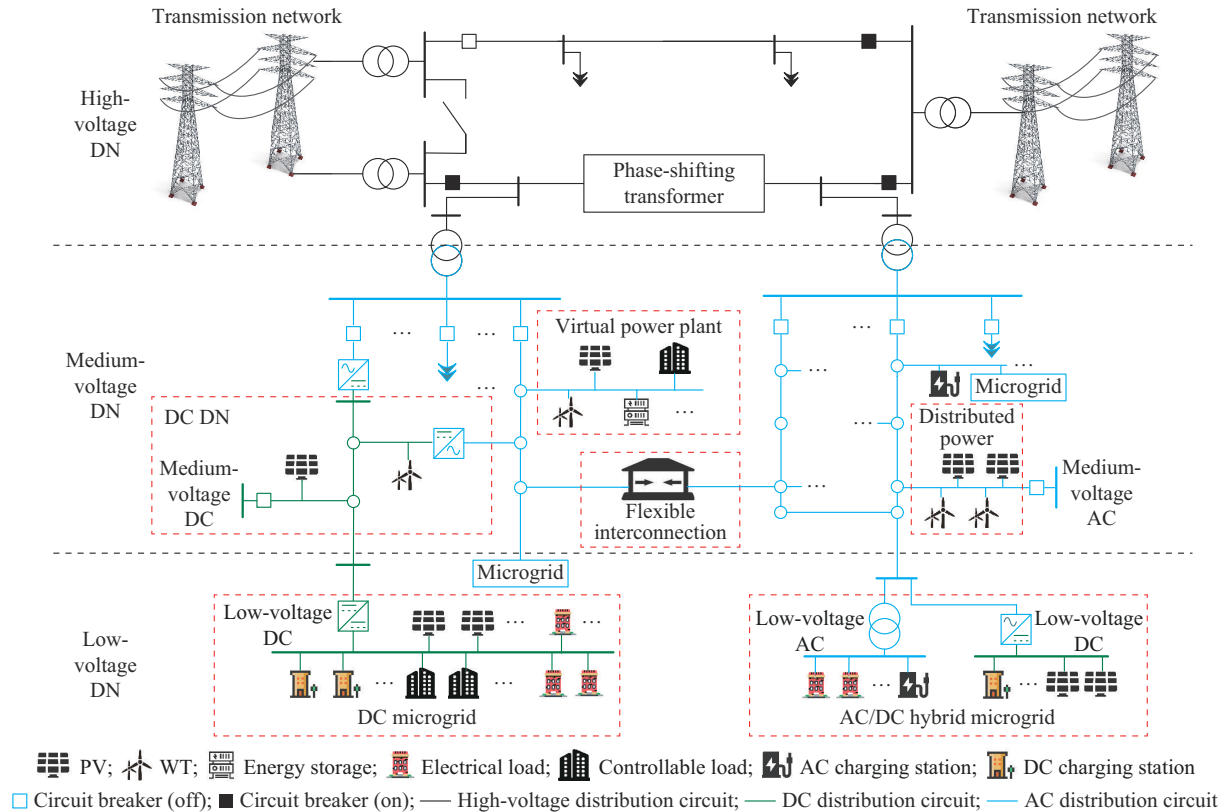 Transmission network
Transmission network
High-
voltage
DN
Phase-shifting
transformer
Medium-
voltage
DN
...
...
Virtual power plant
...
...
...
...
...
...
Microgrid
...
...
DC DN
Medium-
voltage
DC
Distributed
power
Medium-
voltage
AC
Flexible
interconnection
...
Microgrid
Low-
voltage
DN
Low-voltage
DC
...
...
...
...
DC microgrid
Low-voltage
AC
Low-voltage
DC
...
...
AC/DC hybrid microgrid
PV; WT; Energy storage; Electrical load; Controllable load; AC charging station; DC charging station
Circuit breaker (off); Circuit breaker (on); High-voltage distribution circuit; DC distribution circuit; AC distribution circuit